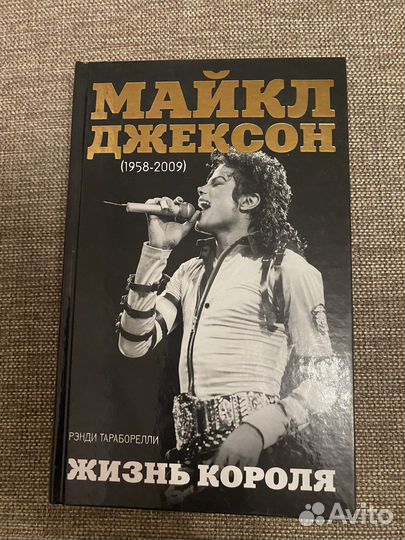 МАЙКЛ
ДЖЕКСОН
(1958-2009)
РЭНДИ ТАРАБОРЕЛЛИ
ЖИЗНЬ КОРОЛЯ
Avito